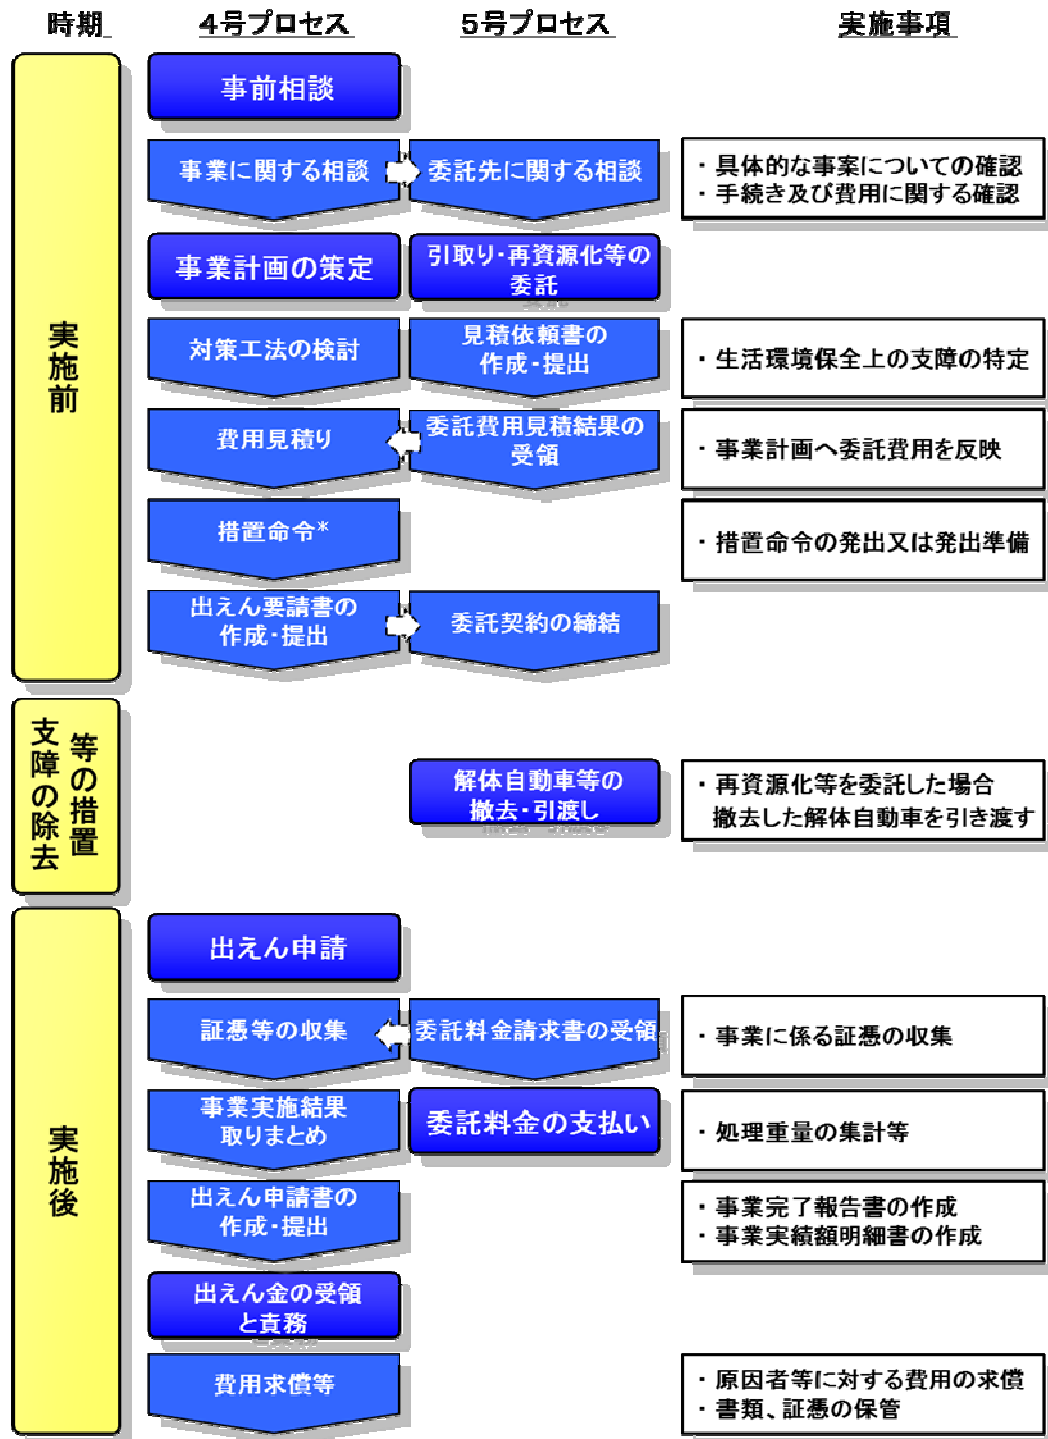 時期
４号プロセス
５号プロセス
実施事項
実施前
事前相談
事業に関する相談
委託先に関する相談
・具体的な事案についての確認
・手続き及び費用に関する確認
事業計画の策定
引取り・再資源化等の
委託
対策工法の検討
見積依頼書の
作成・提出
・生活環境保全上の支障の特定
費用見積り
委託費用見積結果の
受領
・事業計画へ委託費用を反映
措置命令*
・措置命令の発出又は発出準備
出えん要請書の
作成・提出
委託契約の締結
支障の除去
等の措置
解体自動車等の
撤去・引渡し
・再資源化等を委託した場合
撤去した解体自動車を引き渡す
実施後
出えん申請
証憑等の収集
委託料金請求書の受領
・事業に係る証憑の収集
事業実施結果
取りまとめ
委託料金の支払い
・処理重量の集計等
出えん申請書の
作成・提出
・事業完了報告書の作成
・事業実績額明細書の作成
出えん金の受領
と責務
費用求償等
・原因者等に対する費用の求償
・書類、証憑の保管